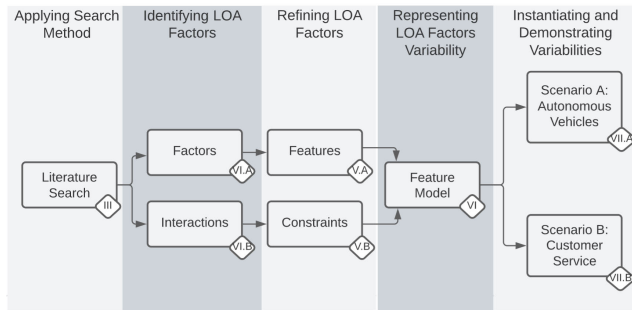 Applying Search
Method
Identifying LOA
Factors
Refining LOA
Factors
Representing
LOA Factors
Variability
Instantiating and
Demonstrating
Variabilities
Literature
Search
III
Factors
VI.A
Interactions
VI.B
Features
V.A
Constraints
V.B
Feature
Model
VI
Scenario A:
Autonomous
Vehicles
VII.A
Scenario B:
Customer
Service
VII.B